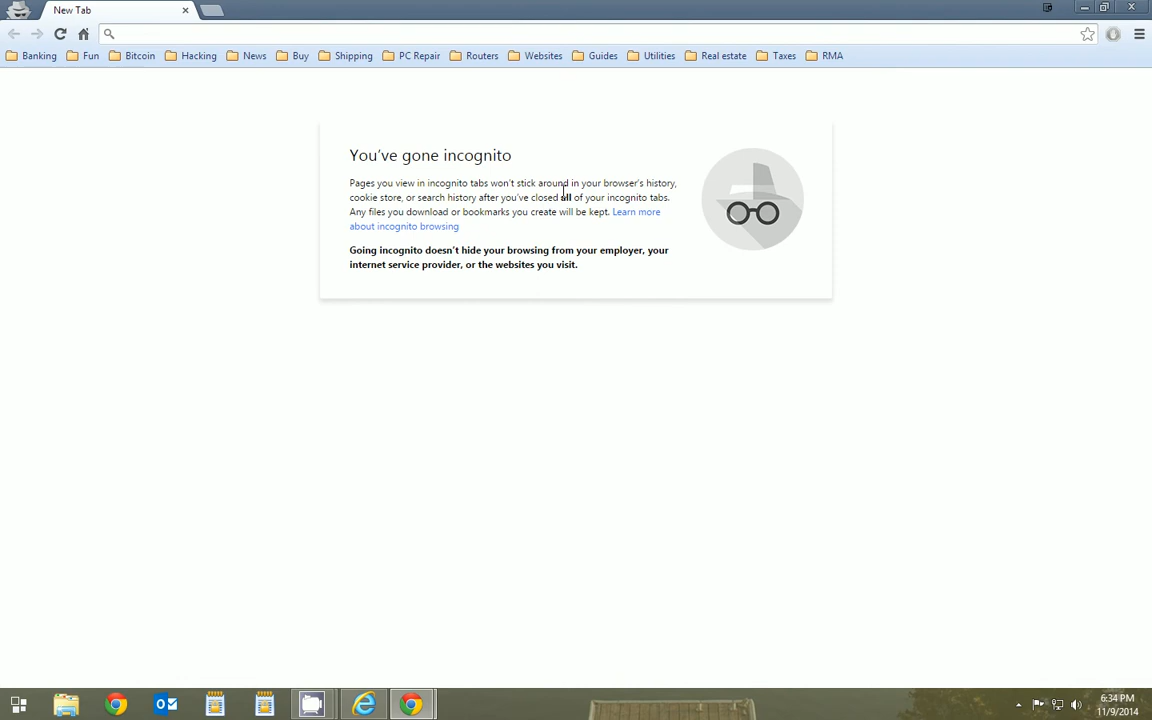 New Tab
Banking Fun Bitcoin Hacking News Buy Shipping PC Repair Routers Websites Guides Utilities Real estate Taxes RMA
You've gone incognito
Pages you view in incognito tabs won't stick around in your browser's history,
cookie store, or search history after you've closed all of your incognito tabs.
Any files you download or bookmarks you create will be kept. Learn more
about incognito browsing
Going incognito doesn't hide your browsing from your employer, your
internet service provider, or the websites you visit.
6:34 PM
11/9/2014